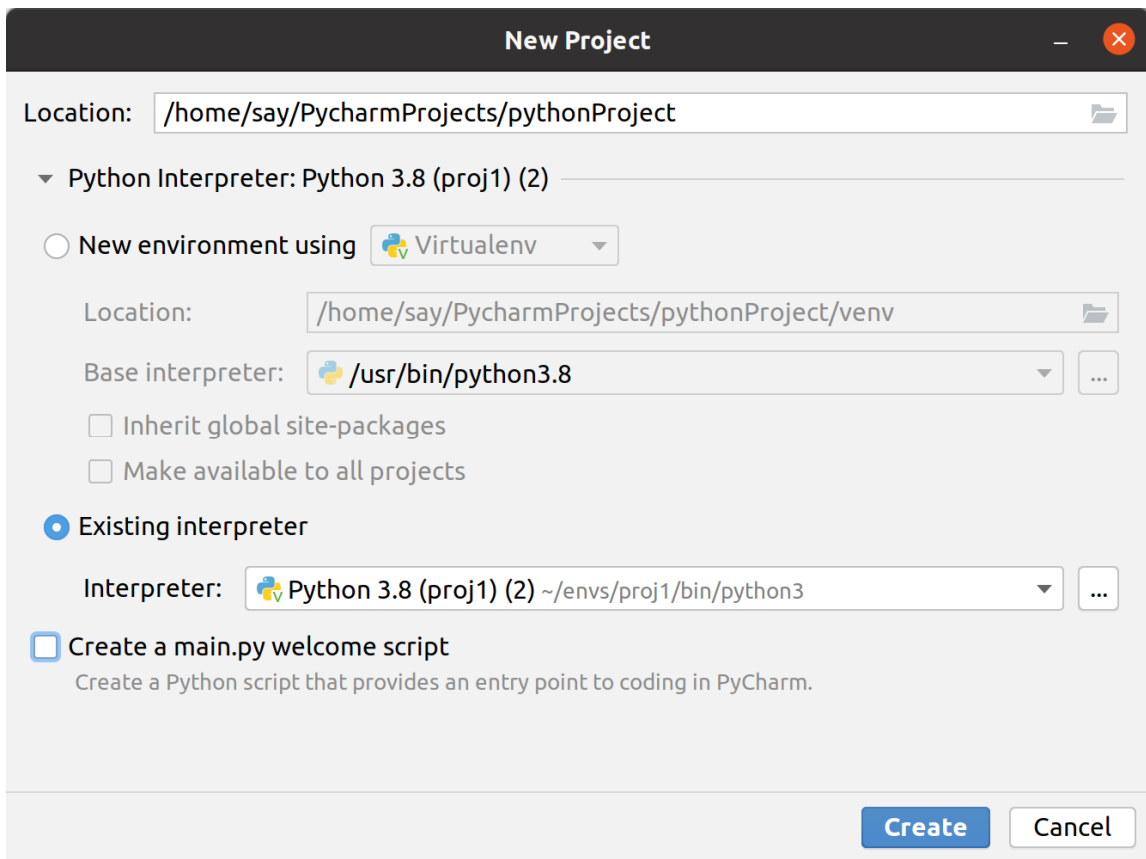 New Project
Location: /home/say/PycharmProjects/pythonProject
Python Interpreter: Python 3.8 (proj1) (2)
New environment using Virtualenv
Location: /home/say/PycharmProjects/pythonProject/venv
Base interpreter: /usr/bin/python3.8 ...
Inherit global site-packages
Make available to all projects
Existing interpreter
Interpreter: Python 3.8 (proj1) (2) ~/envs/proj1/bin/python3 ...
Create a main.py welcome script
Create a Python script that provides an entry point to coding in PyCharm.
Create Cancel